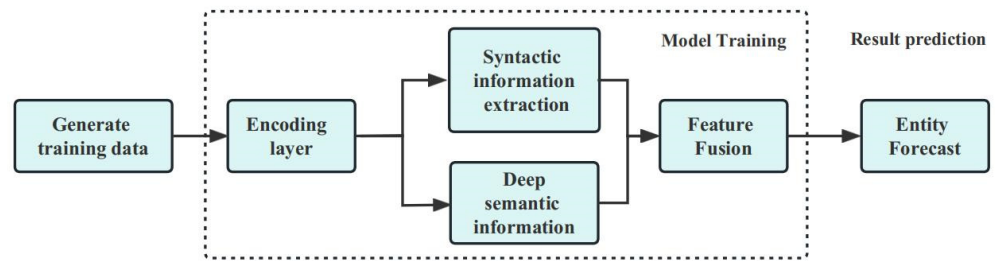 Model Training
Result prediction
Generate
training data
Encoding
layer
Syntactic
information
extraction
Deep
semantic
information
Feature
Fusion
Entity
Forecast